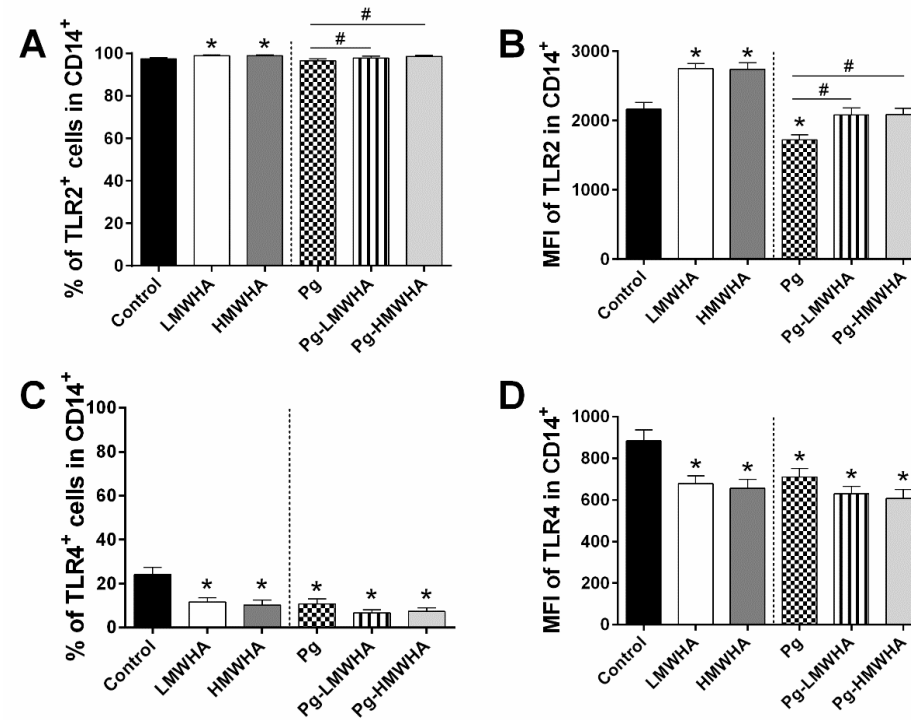 A
% of TLR2+ cells in CD14+
100
80
60
40
20
0
* *
#
#
Control
LMWHA
HMWHA
Pg
Pg-LMWHA
Pg-HMWHA
B
MFI of TLR2 in CD14+
3000
2000
1000
0
* *
*
#
#
Control
LMWHA
HMWHA
Pg
Pg-LMWHA
Pg-HMWHA
C
% of TLR4+ cells in CD14+
100
80
60
40
20
0
* * * * *
Control
LMWHA
HMWHA
Pg
Pg-LMWHA
Pg-HMWHA
D
MFI of TLR4 in CD14+
1000
800
600
400
200
0
* * * * *
Control
LMWHA
HMWHA
Pg
Pg-LMWHA
Pg-HMWHA